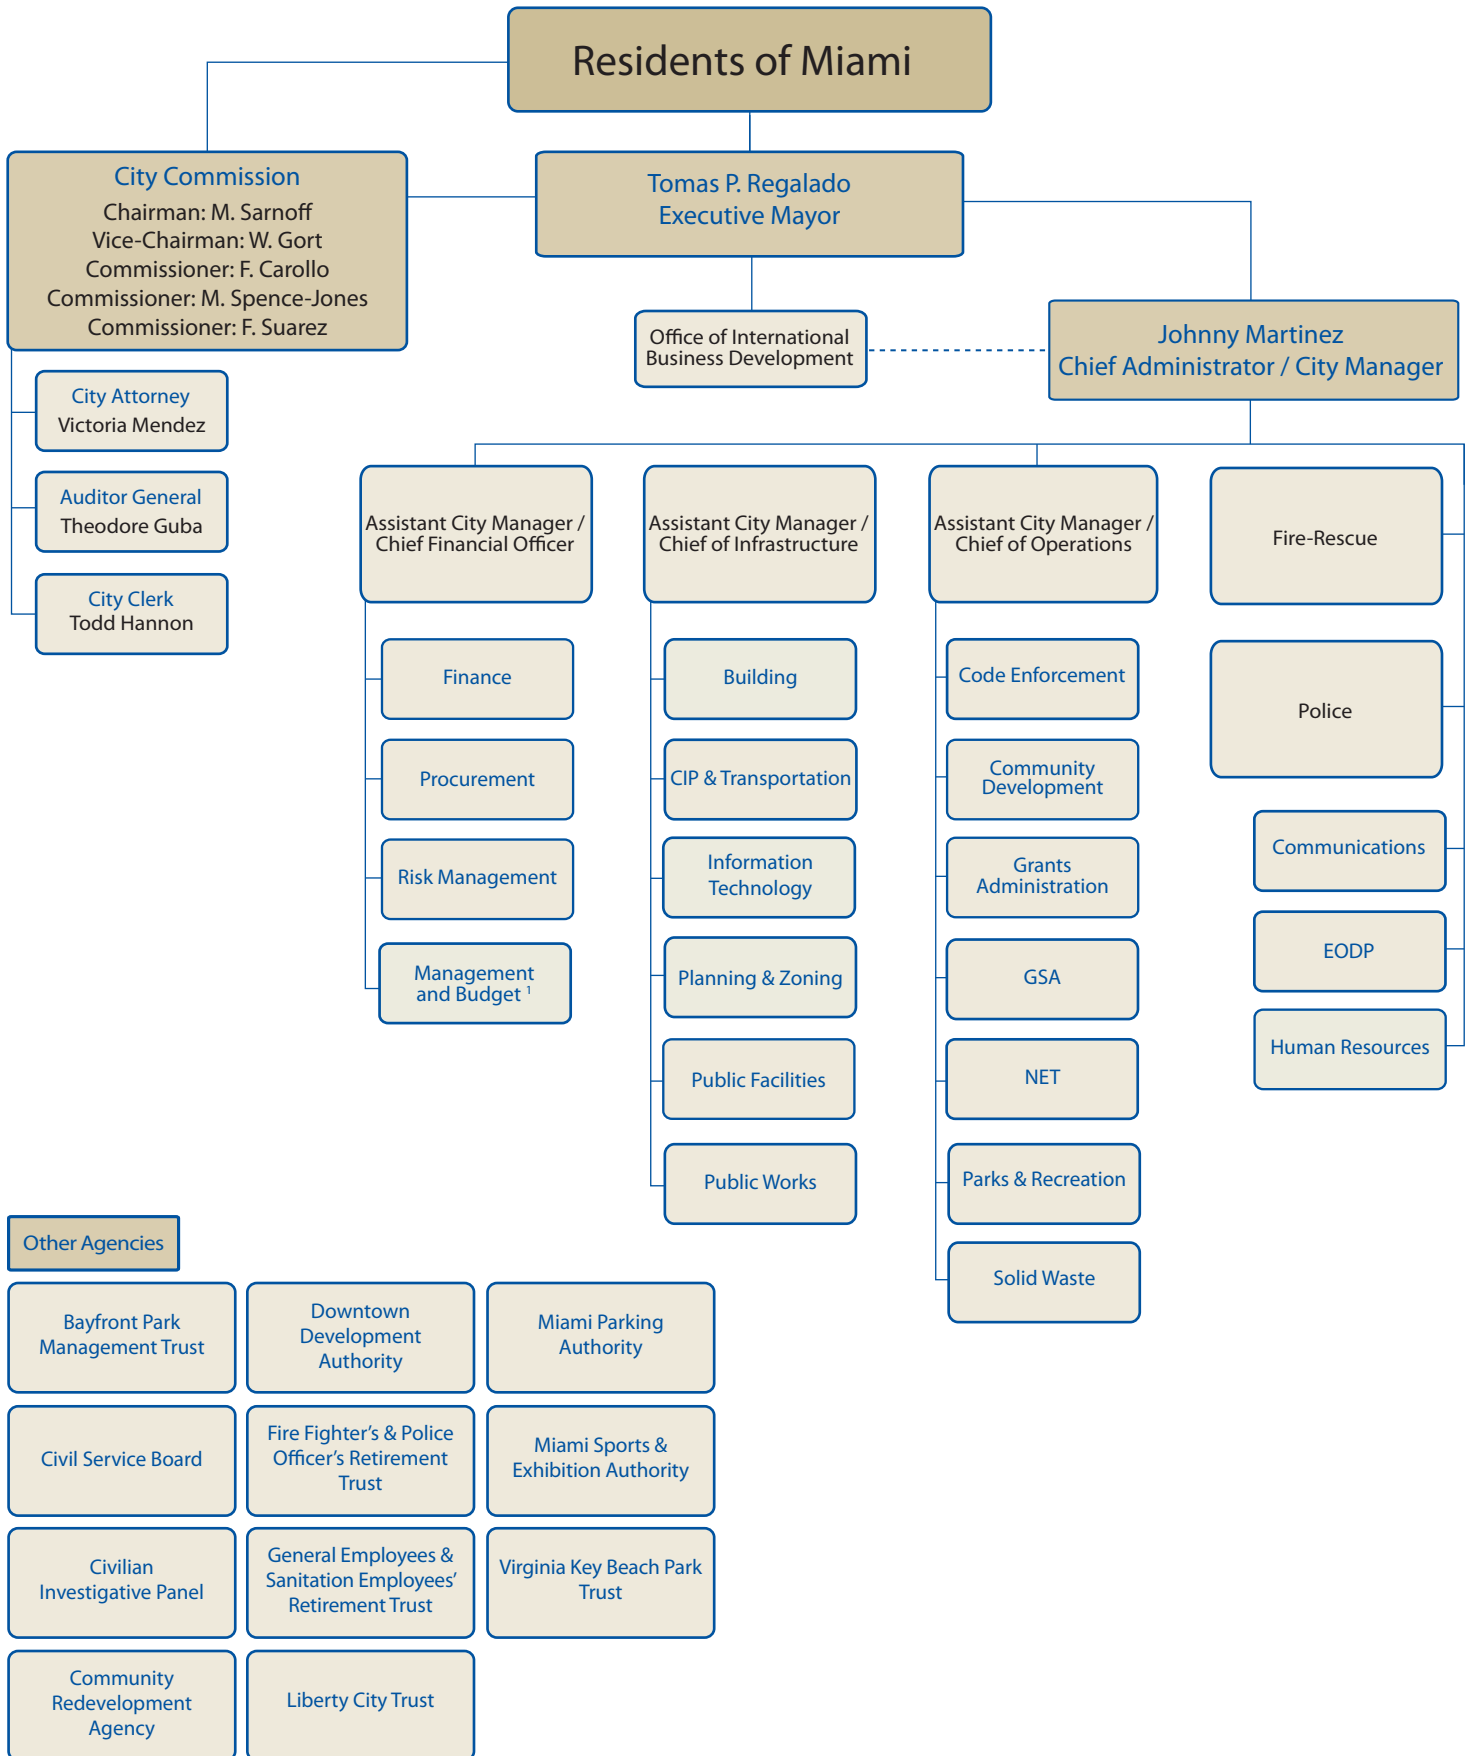 Residents of Miami
City Commission
Chairman: M. Sarnoff
Vice-Chairman: W. Gort
Commissioner: F. Carollo
Commissioner: M. Spence-Jones
Commissioner: F. Suarez
Tomas P. Regalado
Executive Mayor
Office of International
Business Development
Johnny Martinez
Chief Administrator / City Manager
City Attorney
Victoria Mendez
Auditor General
Theodore Guba
City Clerk
Todd Hannon
Assistant City Manager /
Chief Financial Officer
Finance
Procurement
Risk Management
Management
and Budget ¹
Assistant City Manager /
Chief of Infrastructure
Building
CIP & Transportation
Information
Technology
Planning & Zoning
Public Facilities
Public Works
Assistant City Manager /
Chief of Operations
Code Enforcement
Community
Development
Grants
Administration
GSA
NET
Parks & Recreation
Solid Waste
Fire-Rescue
Police
Communications
EODP
Human Resources
Other Agencies
Bayfront Park
Management Trust
Downtown
Development
Authority
Miami Parking
Authority
Civil Service Board
Fire Fighter’s & Police
Officer’s Retirement
Trust
Miami Sports &
Exhibition Authority
Civilian
Investigative Panel
General Employees &
Sanitation Employees’
Retirement Trust
Virginia Key Beach Park
Trust
Community
Redevelopment
Agency
Liberty City Trust